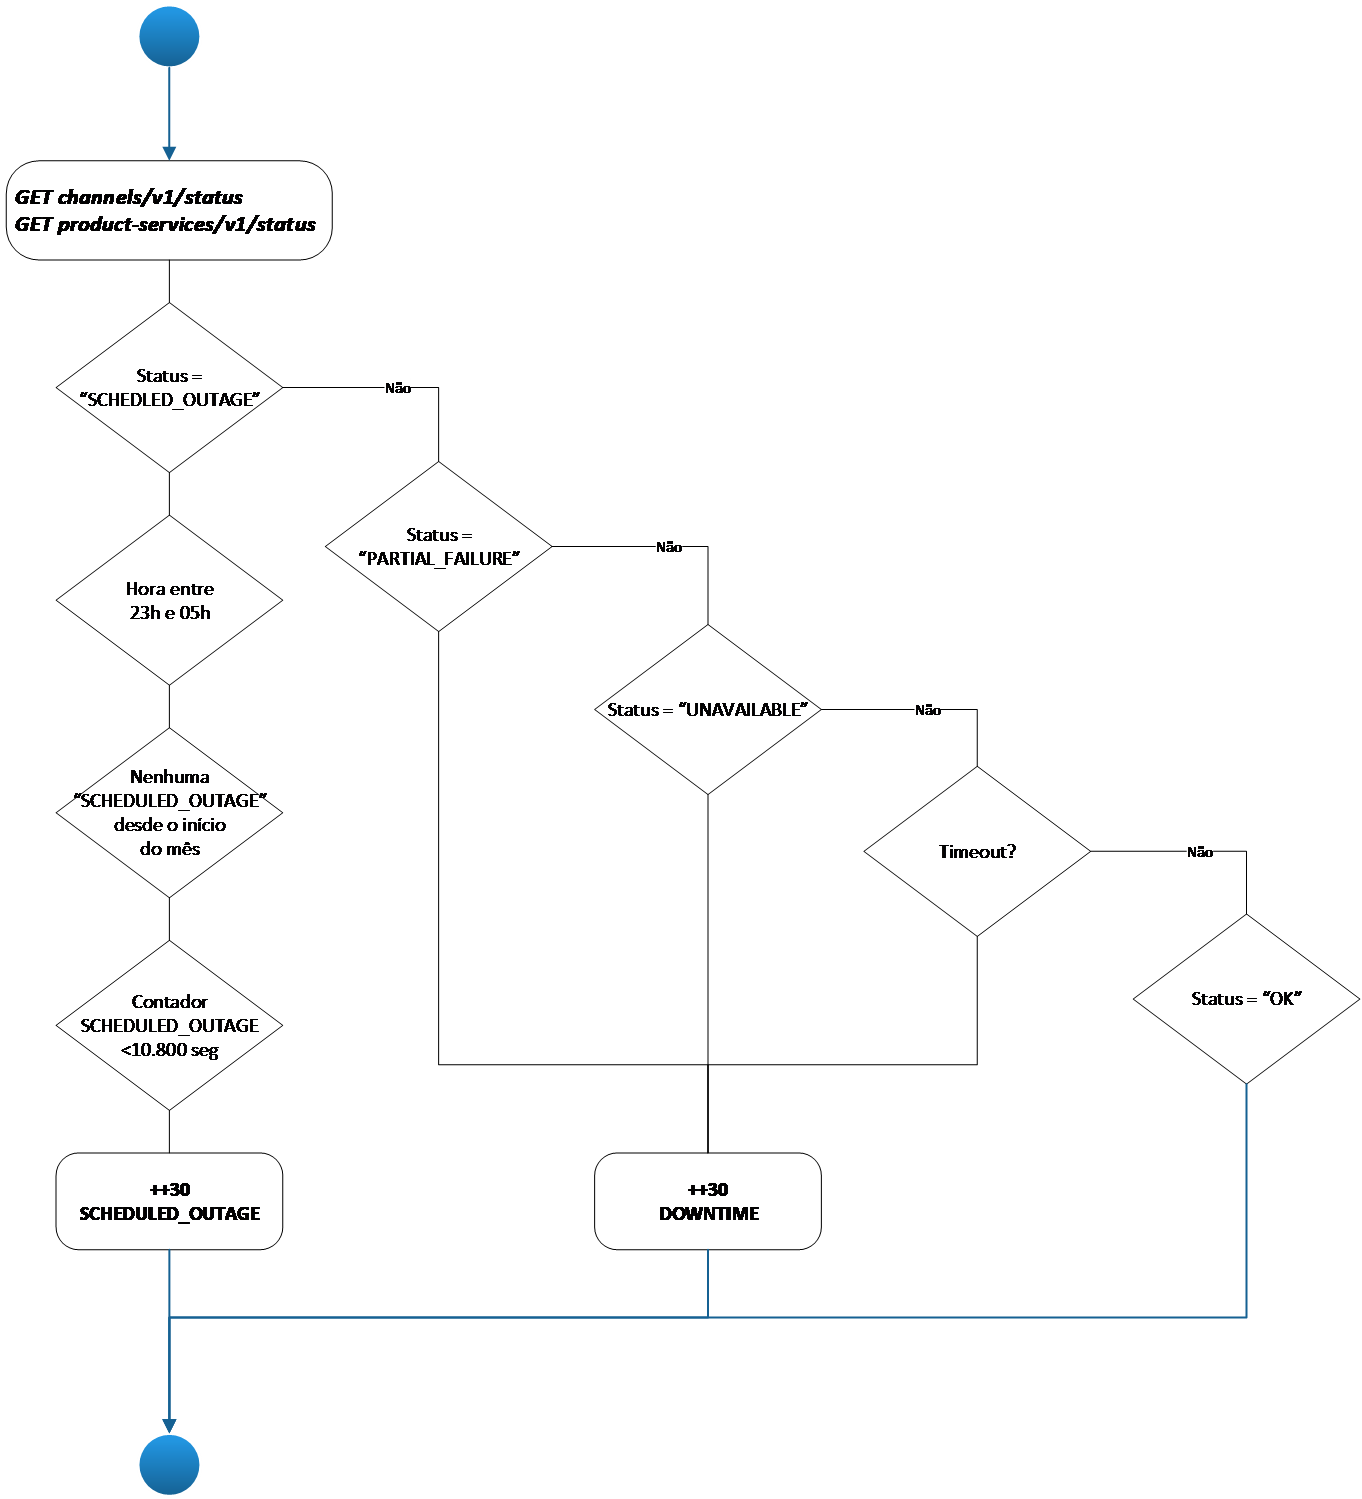 GET channels/v1/status
GET product-services/v1/status
Status =
“SCHEDLED_OUTAGE”
Não
Status =
“PARTIAL_FAILURE”
Não
Hora entre
23h e 05h
Status = “UNAVAILABLE”
Não
Nenhuma
“SCHEDULED_OUTAGE”
desde o início
do mês
Timeout?
Não
Contador
SCHEDULED_OUTAGE
<10.800 seg
Status = “OK”
++30
SCHEDULED_OUTAGE
++30
DOWNTIME